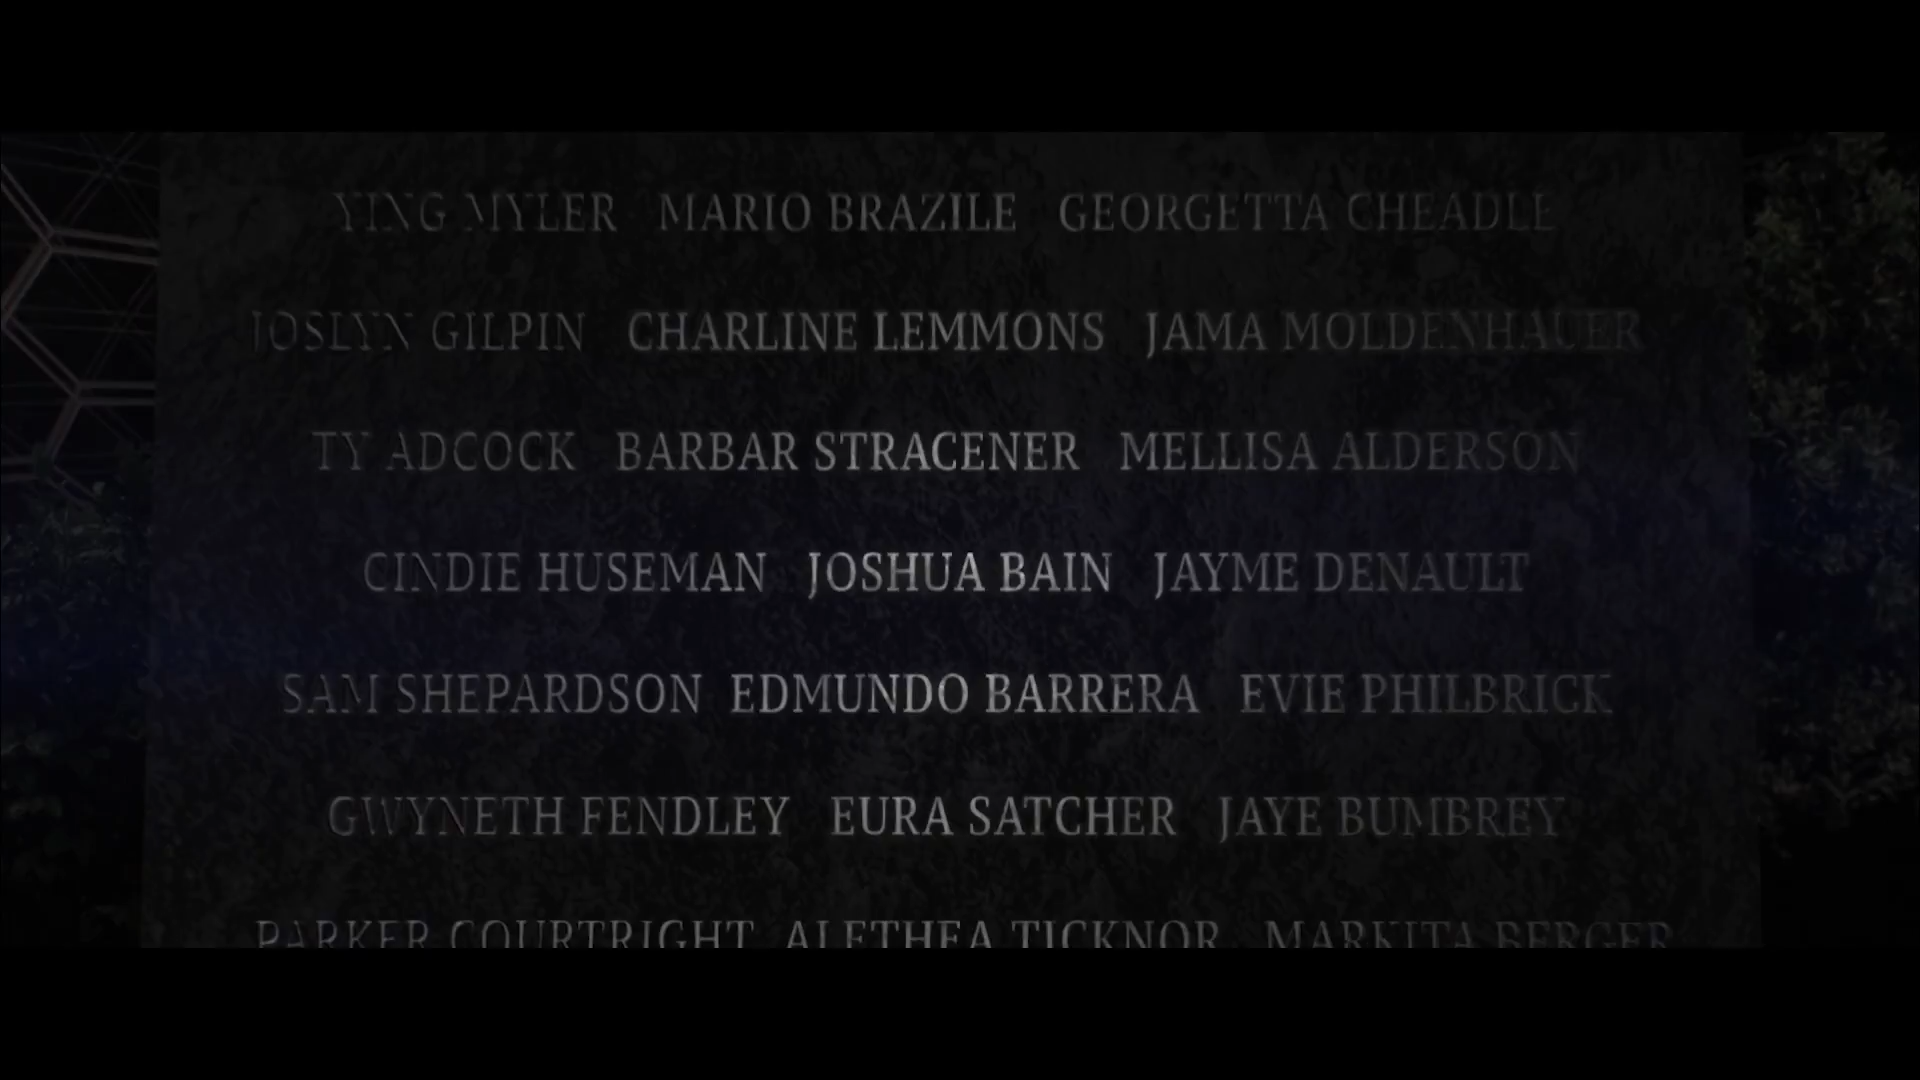 YING MYLER MARIO BRAZILE GEORGETTA CHEADLE
JOSLYN GILPIN CHARLINE LEMMONS JAMA MOLDENHAUER
TY ADCOCK BARBAR STRACENER MELLISA ALDERSON
CINDIE HUSEMAN JOSHUA BAIN JAYME DENAULT
SAM SHEPARDSON EDMUNDO BARRERA EVIE PHILBRICK
GWYNETH FENDLEY EURA SATCHER JAYE BUMBREY
PARKER COURTRIGHT ALETHEA TICKNOR MARKITA BERGER